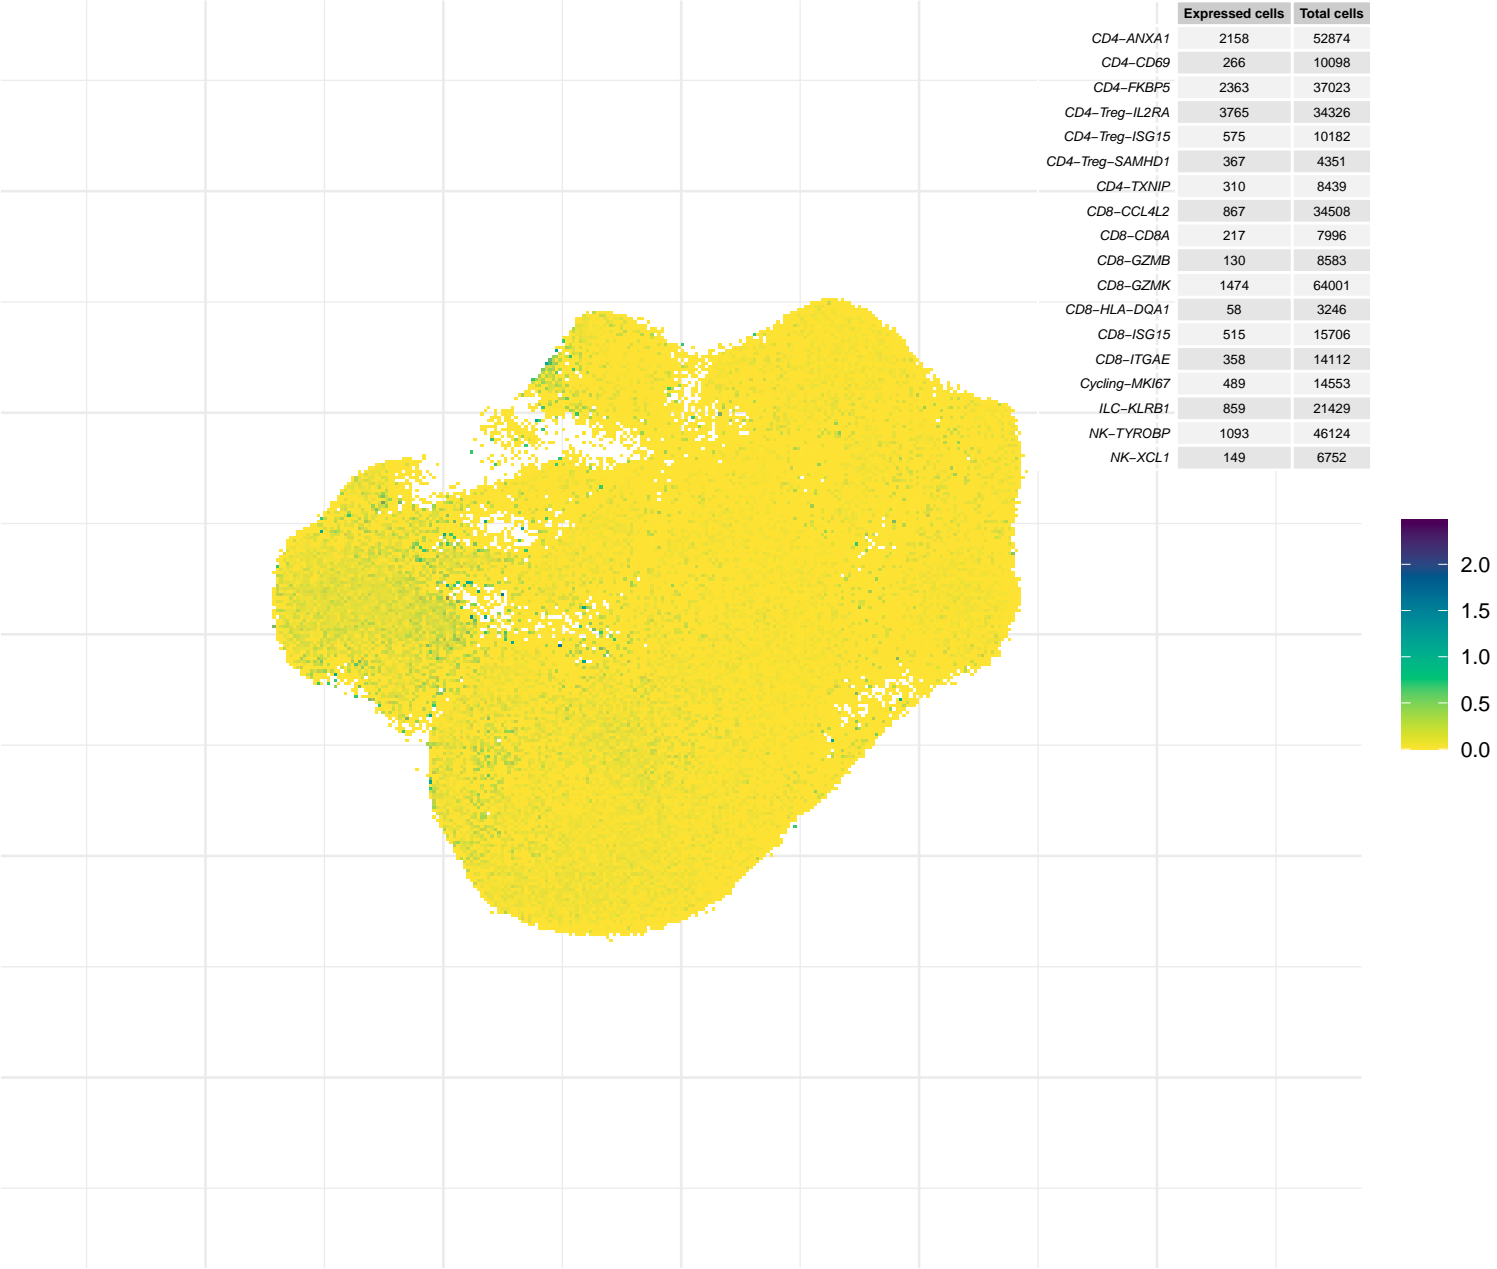 Expressed cells Total cells
CD4−ANXA1 2158 52874
CD4−CD69 266 10098
CD4−FKBP5 2363 37023
CD4−Treg−IL2RA 3765 34326
CD4−Treg−ISG15 575 10182
CD4−Treg−SAMHD1 367 4351
CD4−TXNIP 310 8439
CD8−CCL4L2 867 34508
CD8−CD8A 217 7996
CD8−GZMB 130 8583
CD8−GZMK 1474 64001
CD8−HLA−DQA1 58 3246
CD8−ISG15 515 15706
CD8−ITGAE 358 14112
Cycling−MKI67 489 14553
ILC−KLRB1 859 21429
NK−TYROBP 1093 46124
NK−XCL1 149 6752
2.0
1.5
1.0
0.5
0.0